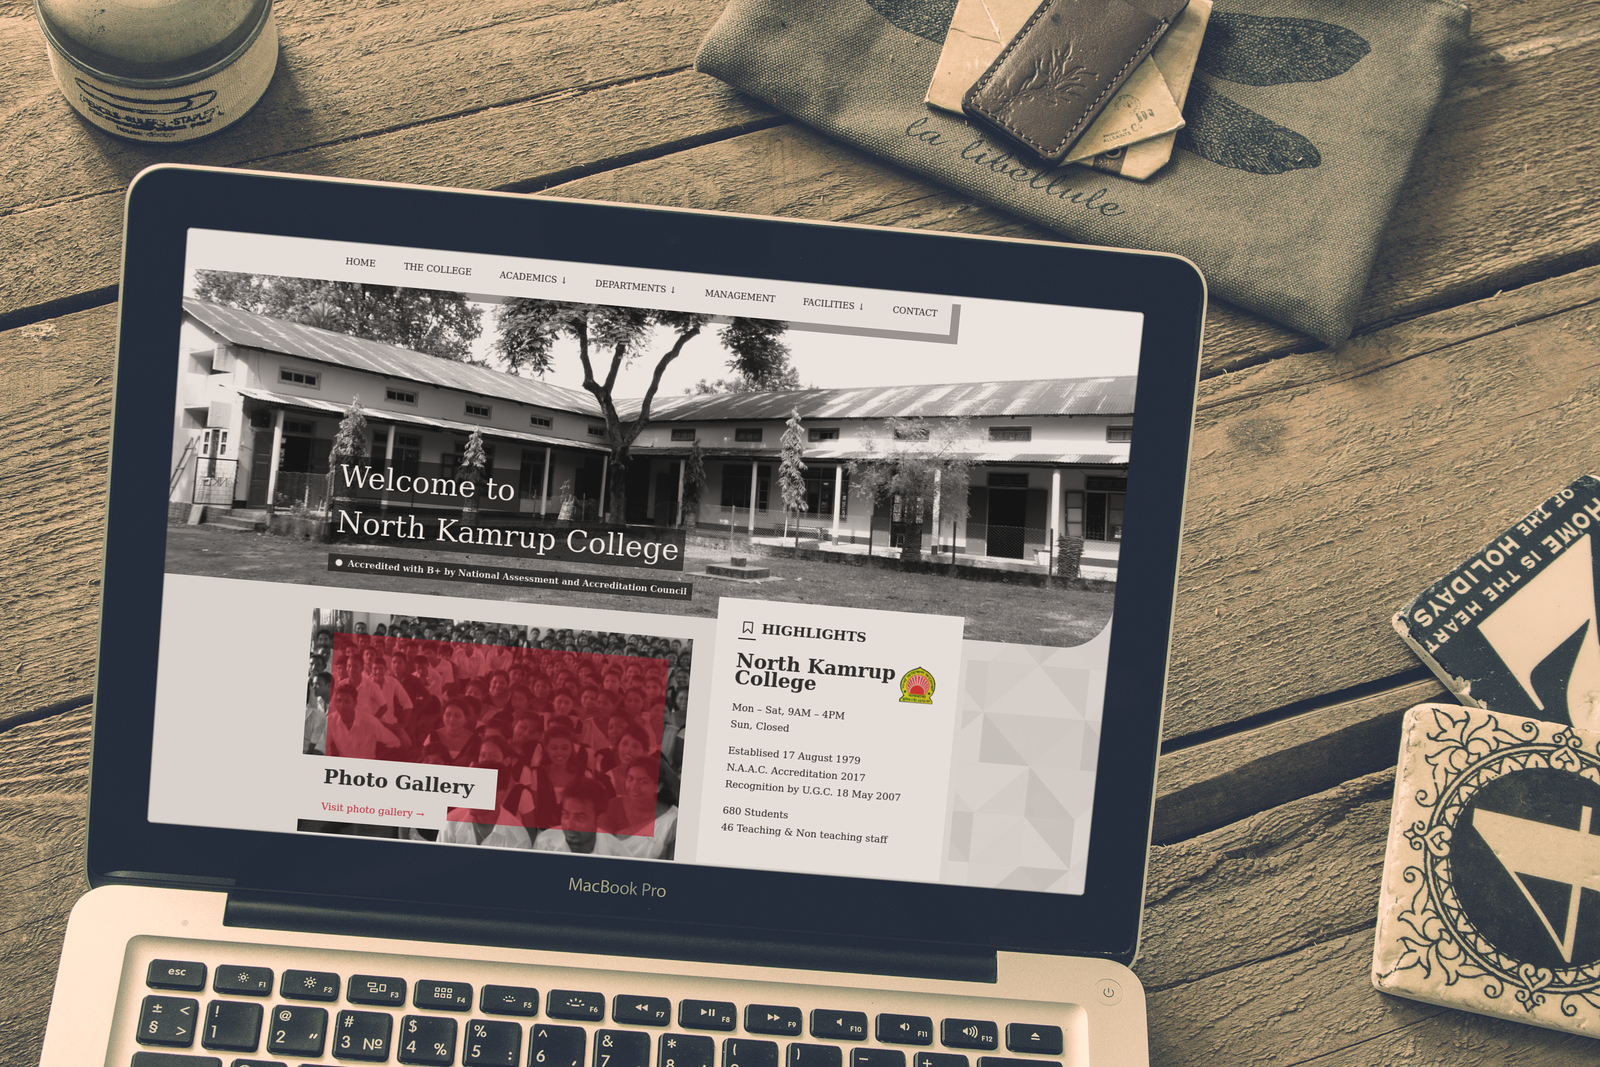 PENCILS-RULERS-STAPLES
la libellule
HOME
THE COLLEGE
ACADEMICS ↓
DEPARTMENTS ↓
MANAGEMENT
FACILITIES ↓
CONTACT
Welcome to
North Kamrup College
Accredited with B+ by National Assessment and Accreditation Council
HIGHLIGHTS
North Kamrup
College
Mon – Sat, 9AM – 4PM
Sun, Closed
Establised 17 August 1979
N.A.A.C. Accreditation 2017
Recognition by U.G.C. 18 May 2007
680 Students
46 Teaching & Non teaching staff
Photo Gallery
Visit photo gallery →
HOME IS THE HEART
OF THE HOLIDAYS
MacBook Pro
esc
F1
F2
F3
F4
F5
F6
F7
F8
F9
F10
F11
F12
± <
§ >
!
1
@
2 “
#
3 №
$
4 %
%
5 :
^
6 ,
&
7
*
8
(
)
–
+